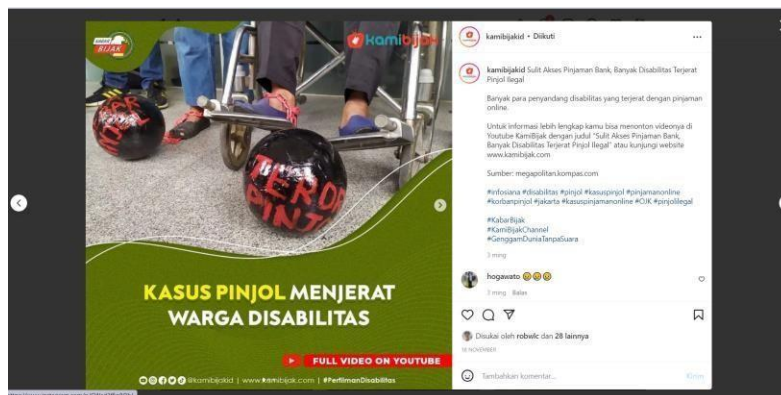 KABAR
BIJAK
kamibijak
TEROR
PINJ
KASUS PINJOL MENJERAT
WARGA DISABILITAS
FULL VIDEO ON YOUTUBE
@kamibijakid | www.kamibijak.com | #PerfilmanDisabilitas
kamibijakid • Diikuti
kamibijakid Sulit Akses Pinjaman Bank, Banyak Disabilitas Terjerat
Pinjol Ilegal
Banyak para penyandang disabilitas yang terjerat dengan pinjaman
online.
Untuk informasi lebih lengkap kamu bisa menonton videonya di
Youtube KamiBijak dengan judul "Sulit Akses Pinjaman Bank,
Banyak Disabilitas Terjerat Pinjol Ilegal" atau kunjungi website
www.kamibijak.com
Sumber: megapolitan.kompas.com
#infosiana #disabilitas #pinjol #kasuspinjol #pinjamanonline
#korbanpinjol #jakarta #kasuspinjamanonline #OJK #pinjolilegal
#KabarBijak
#KamiBijakChannel
#GenggamDuniaTanpaSuara
3 ming
hogawato
3 ming Balas
Disukai oleh robwlc dan 28 lainnya
18 NOVEMBER
Tambahkan komentar...
Kirim